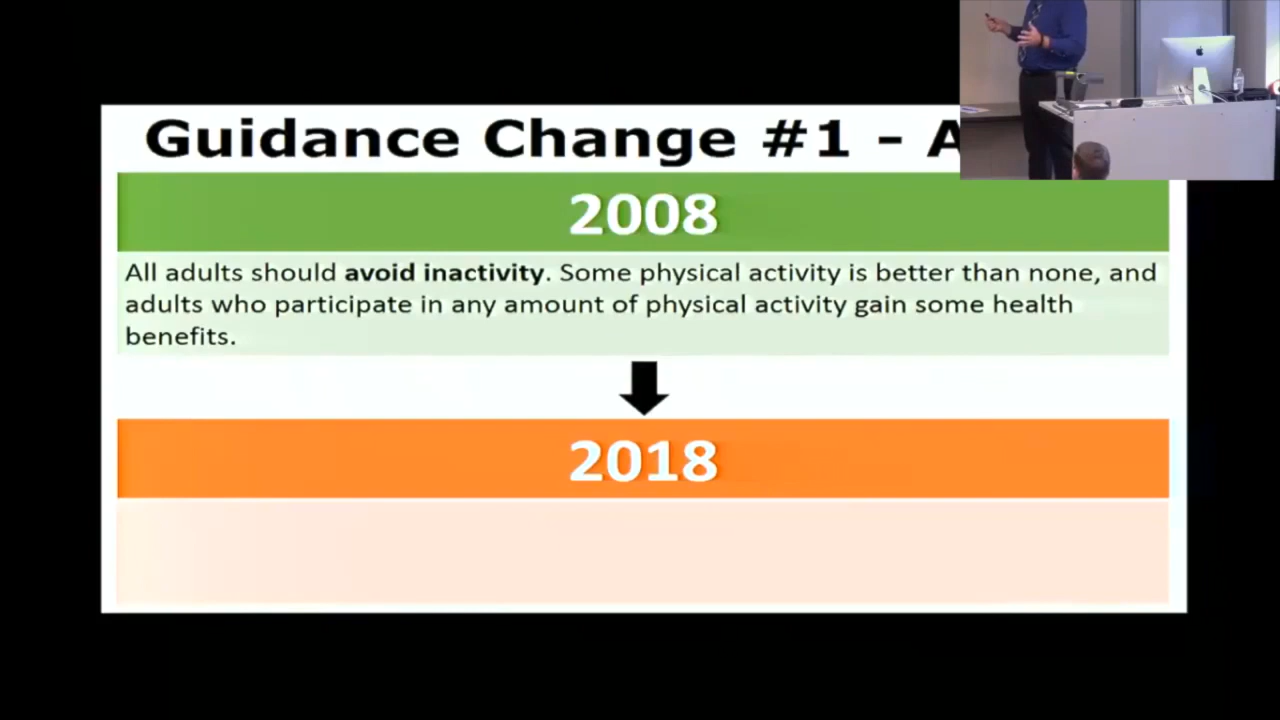 Guidance Change #1 - A
2008
All adults should avoid inactivity. Some physical activity is better than none, and
adults who participate in any amount of physical activity gain some health
benefits.
2018